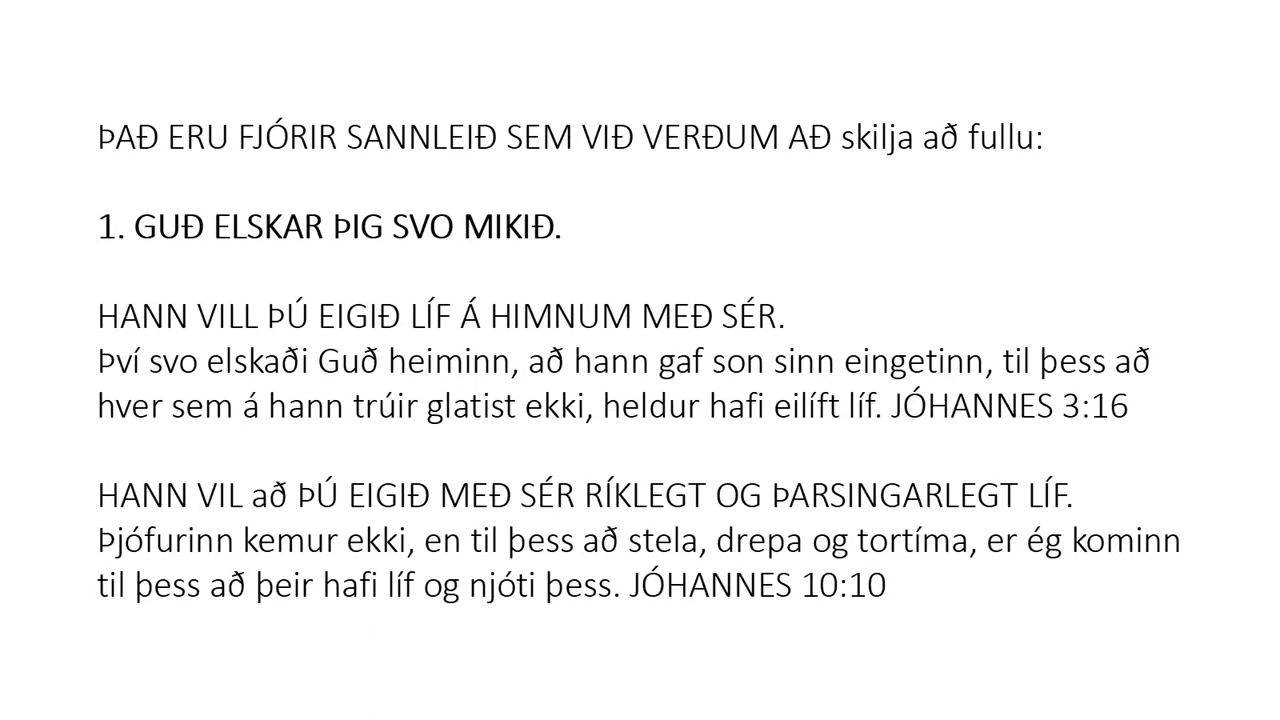 ÞAÐ ERU FJÓRIR SANNLEIÐ SEM VIÐ VERÐUM AÐ skilja að fullu:
1. GUÐ ELSKAR ÞIG SVO MIKIÐ.
HANN VILL ÞÚ EIGIÐ LÍF Á HIMNUM MEÐ SÉR.
Því svo elskaði Guð heiminn, að hann gaf son sinn eingetinn, til þess að
hver sem á hann trúir glatist ekki, heldur hafi eilíft líf. JÓHANNES 3:16
HANN VIL að ÞÚ EIGIÐ MEÐ SÉR RÍKLEGT OG ÞARSINGARLEGT LÍF.
Þjófurinn kemur ekki, en til þess að stela, drepa og tortíma, er ég kominn
til þess að þeir hafi líf og njóti þess. JÓHANNES 10:10